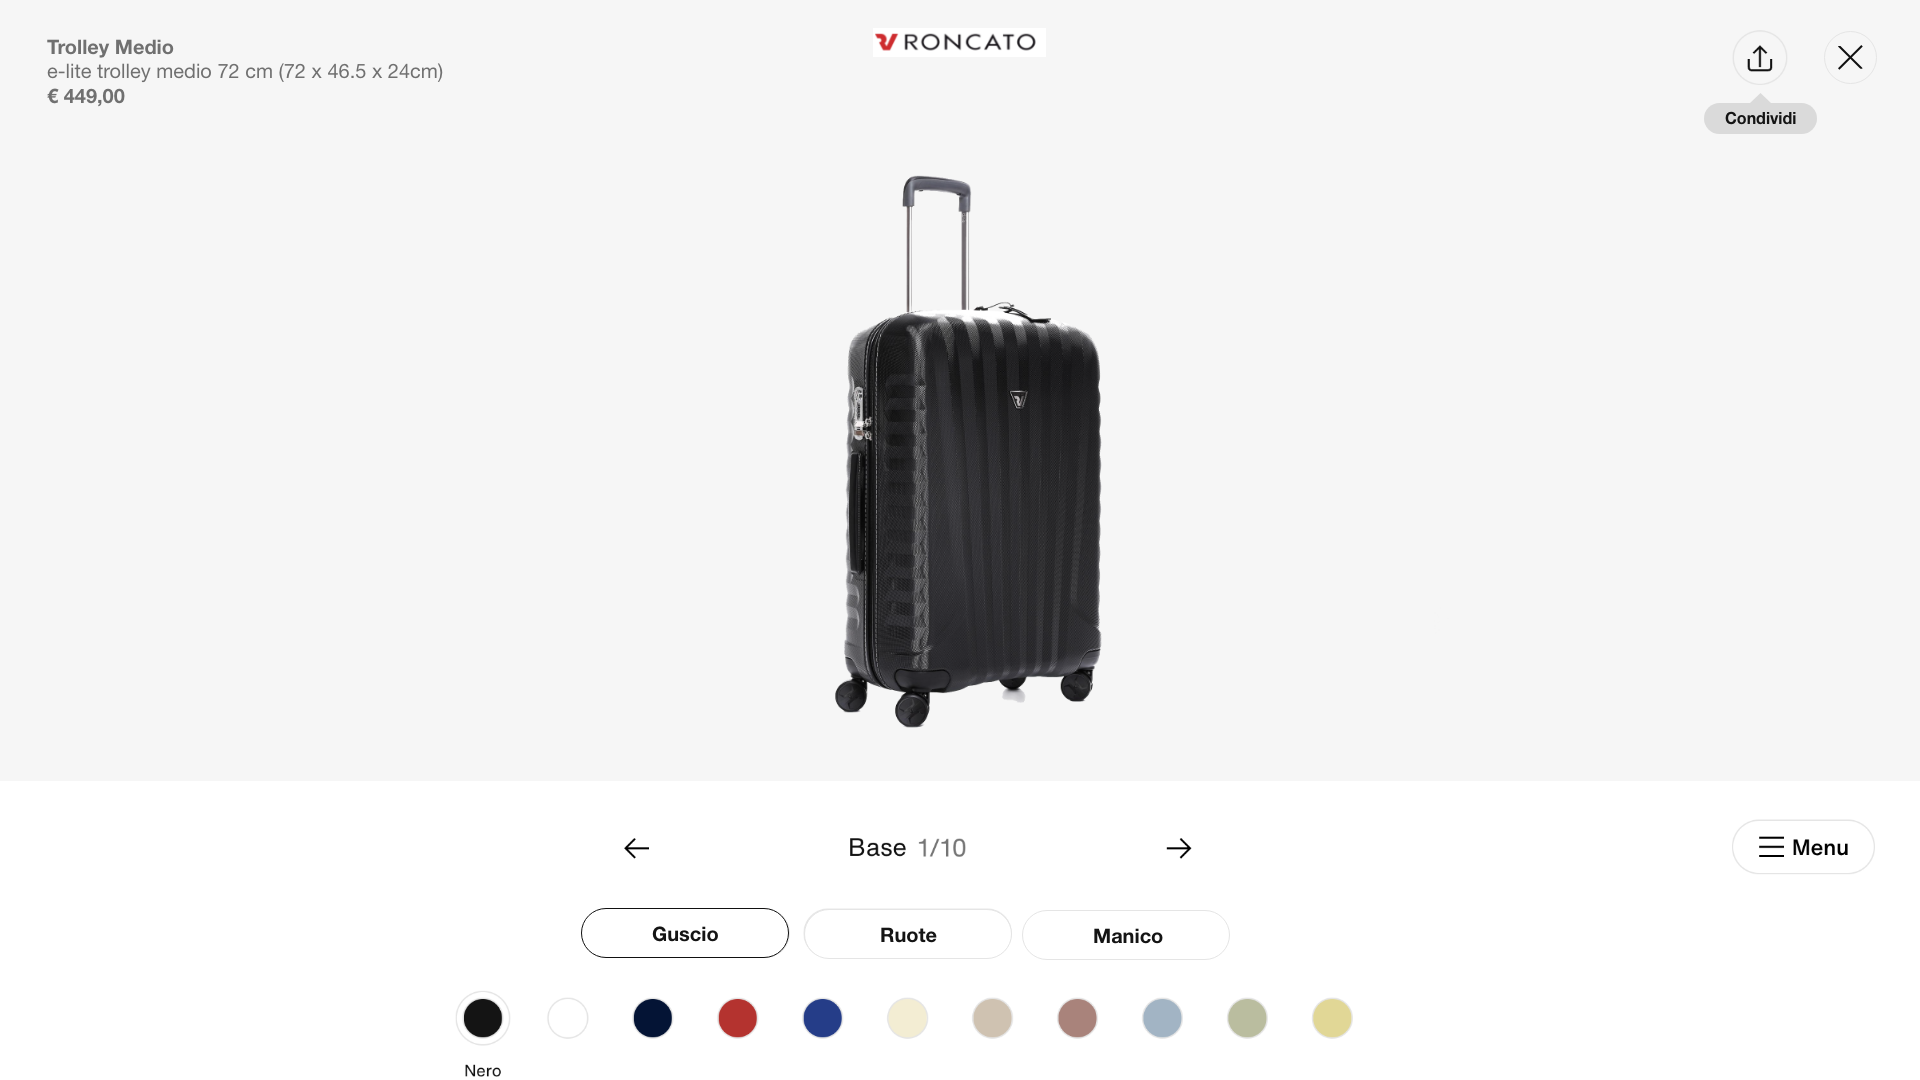 Trolley Medio
e-lite trolley medio 72 cm (72 x 46.5 x 24cm)
€ 449,00
RONCATO
Condividi
Base 1/10
Menu
Guscio
Ruote
Manico
Nero